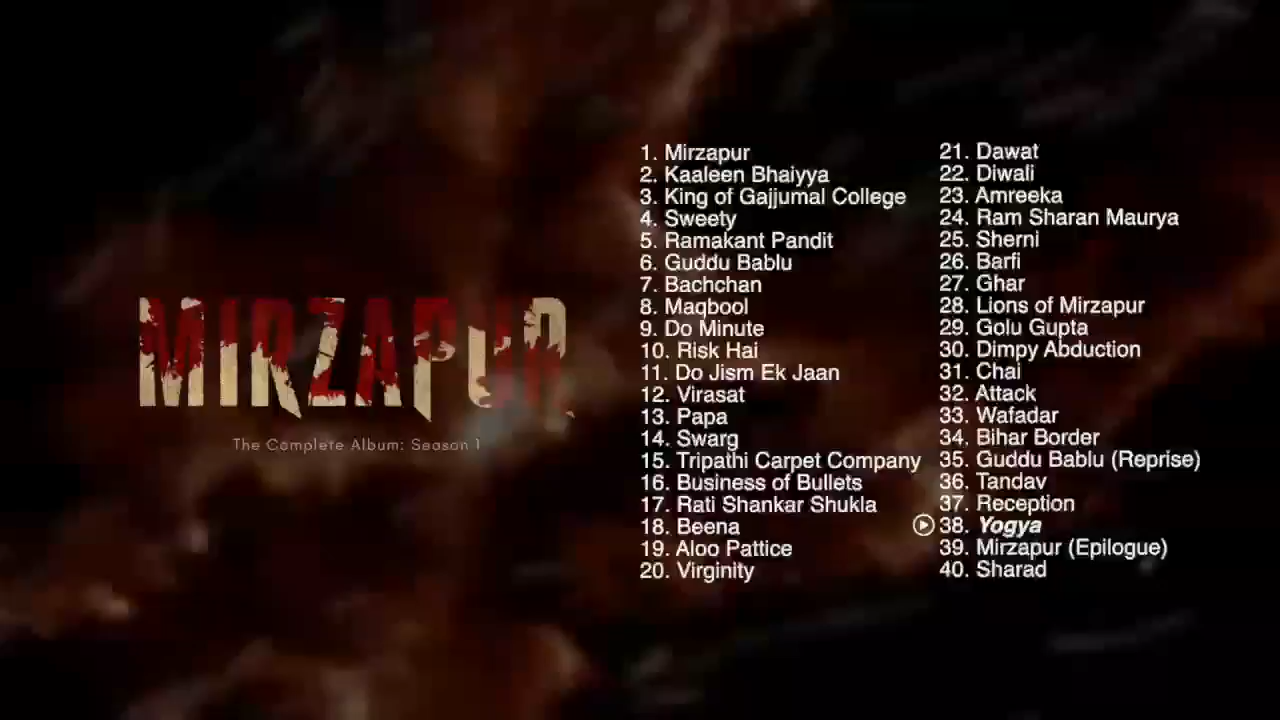 MIRZAPUR
The Complete Album: Season 1
1. Mirzapur
2. Kaaleen Bhaiyya
3. King of Gajjumal College
4. Sweety
5. Ramakant Pandit
6. Guddu Bablu
7. Bachchan
8. Maqbool
9. Do Minute
10. Risk Hai
11. Do Jism Ek Jaan
12. Virasat
13. Papa
14. Swarg
15. Tripathi Carpet Company
16. Business of Bullets
17. Rati Shankar Shukla
18. Beena
19. Aloo Pattice
20. Virginity
21. Dawat
22. Diwali
23. Amreeka
24. Ram Sharan Maurya
25. Sherni
26. Barfi
27. Ghar
28. Lions of Mirzapur
29. Golu Gupta
30. Dimpy Abduction
31. Chai
32. Attack
33. Wafadar
34. Bihar Border
35. Guddu Bablu (Reprise)
36. Tandav
37. Reception
38. Yogya
39. Mirzapur (Epilogue)
40. Sharad